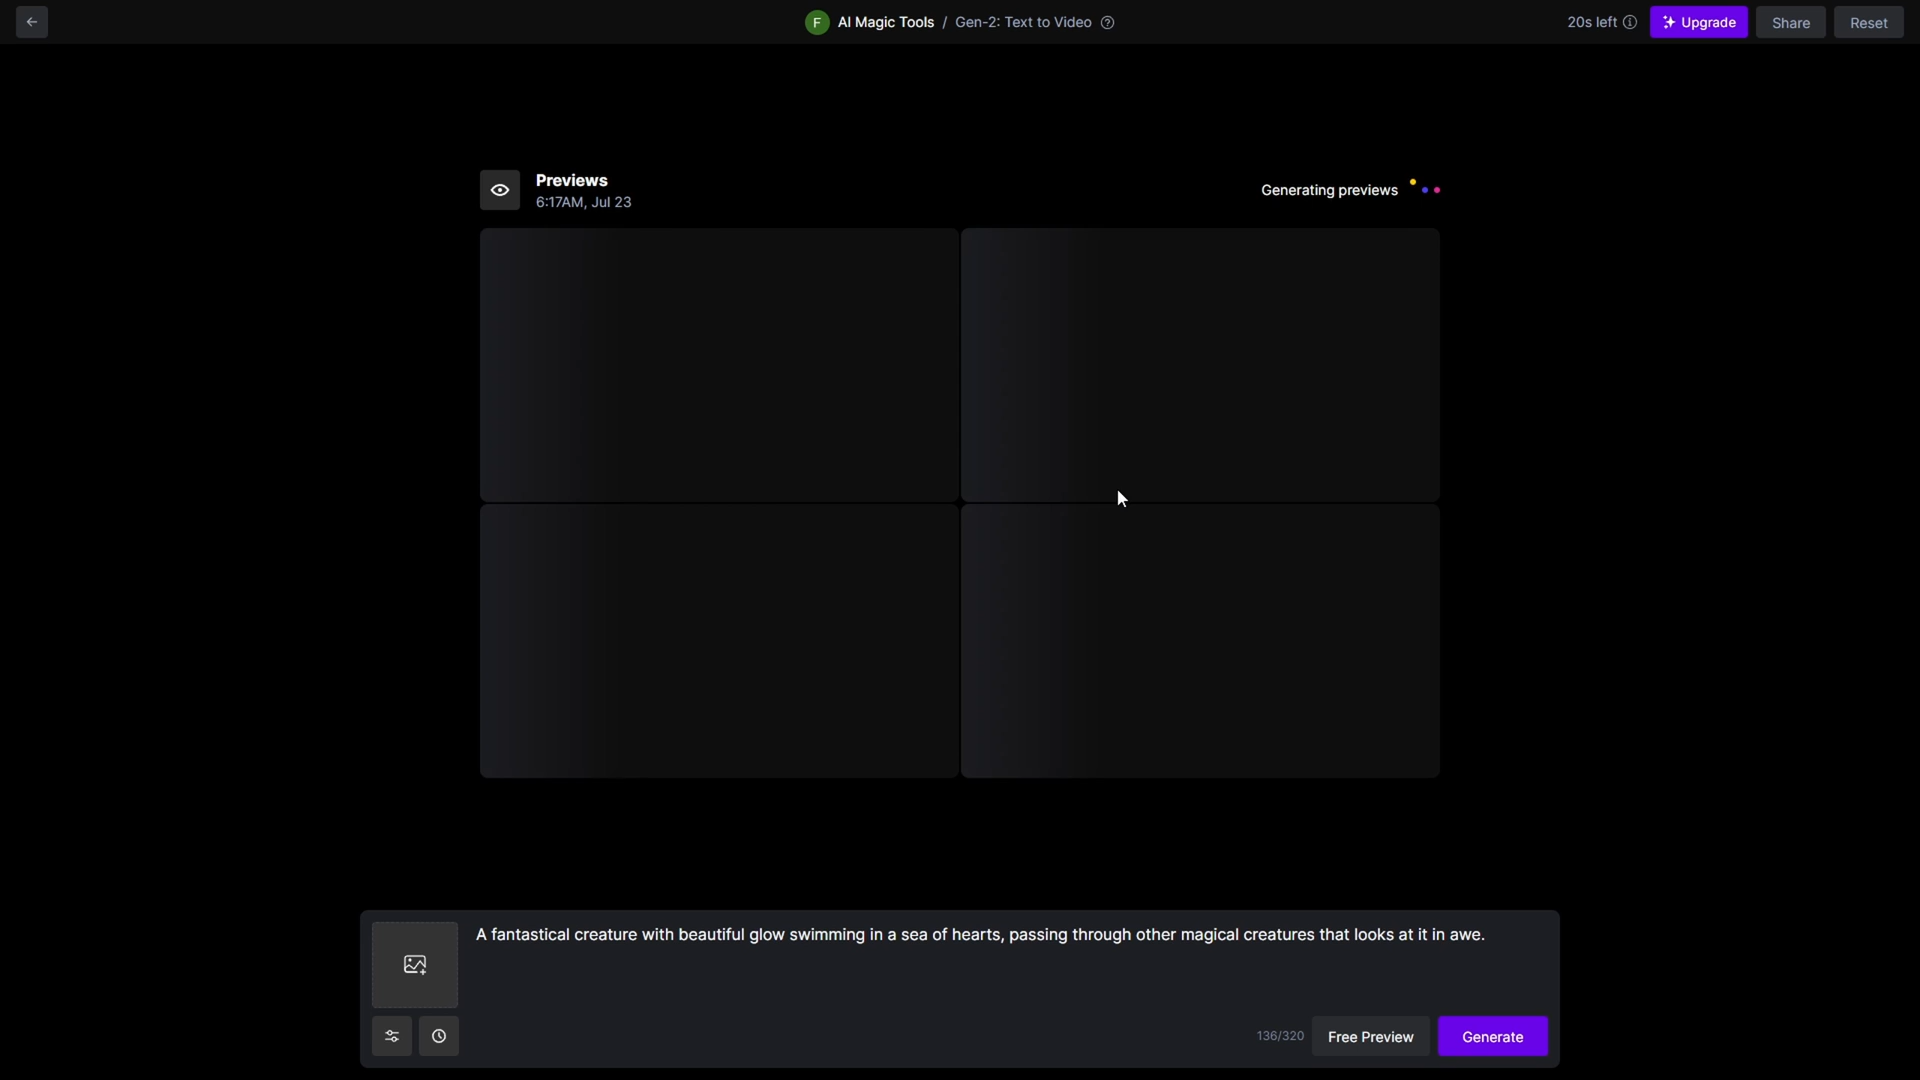 F AI Magic Tools / Gen-2: Text to Video
20s left
Upgrade
Share
Reset
Previews
6:17AM, Jul 23
Generating previews
A fantastical creature with beautiful glow swimming in a sea of hearts, passing through other magical creatures that looks at it in awe.
136/320
Free Preview
Generate